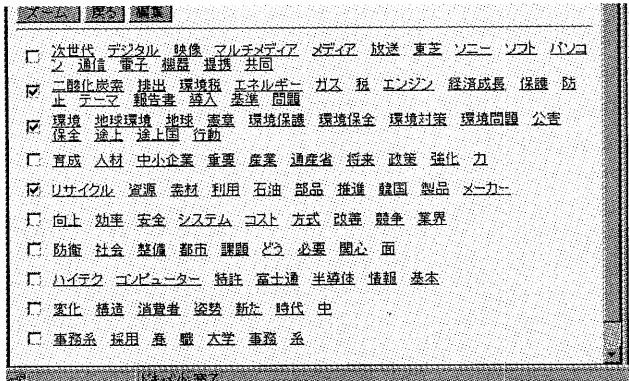 ズーム 戻る 編集
次世代 デジタル 映像 マルチメディア メディア 放送 東芝 ソニー ソフト パソコ
ン 通信 電子 機器 提携 共同
二酸化炭素 排出 環境税 エネルギー ガス 税 エンジン 経済成長 保護 防
止 テーマ 報告書 導入 基準 問題
環境 地球環境 地球 憲章 環境保護 環境保全 環境対策 環境問題 公害
保全 途上 途上国 行動
育成 人材 中小企業 重要 産業 通産省 将来 政策 強化 力
リサイクル 資源 素材 利用 石油 部品 推進 韓国 製品 メーカー
向上 効率 安全 システム コスト 方式 改善 競争 業界
防衛 社会 整備 都市 課題 どう 必要 関心 面
ハイテク コンピューター 特許 富士通 半導体 情報 基本
変化 構造 消費者 姿勢 新た 時代 中
事務系 採用 春 職 大学 事務 系